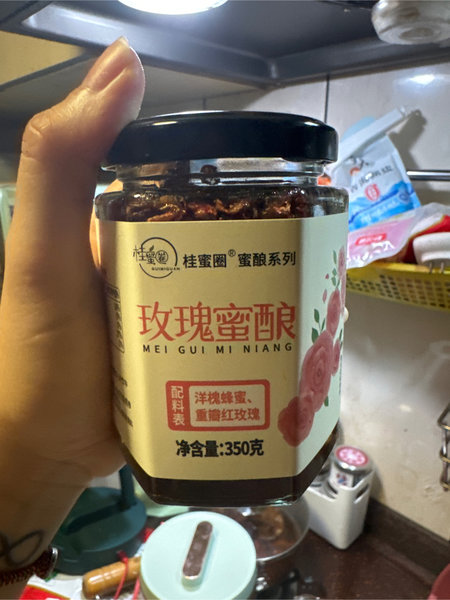 桂蜜圈
GUIMIQUAN
桂蜜圈® 蜜酿系列
玫瑰蜜酿
MEI GUI MI NIANG
配料表
洋槐蜂蜜、
重瓣红玫瑰
净含量:350克